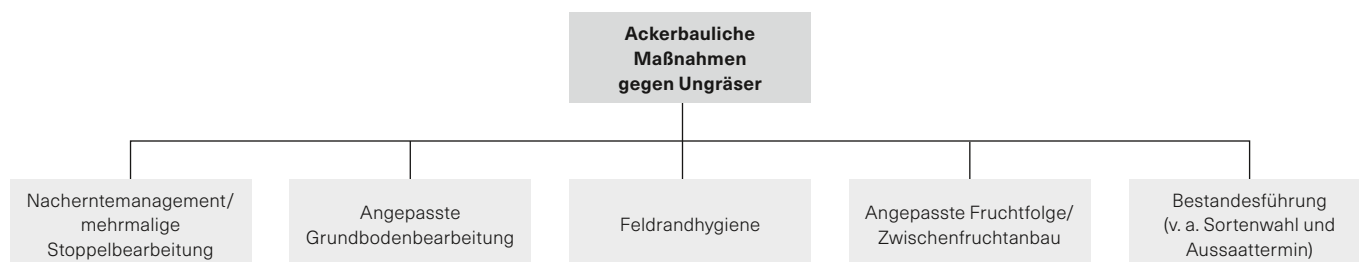 Ackerbauliche
Maßnahmen
gegen Ungräser
Nacherntemanagement/
mehrmalige
Stoppelbearbeitung
Angepasste
Grundbodenbearbeitung
Feldrandhygiene
Angepasste Fruchtfolge/
Zwischenfruchtanbau
Bestandesführung
(v. a. Sortenwahl und
Aussaattermin)